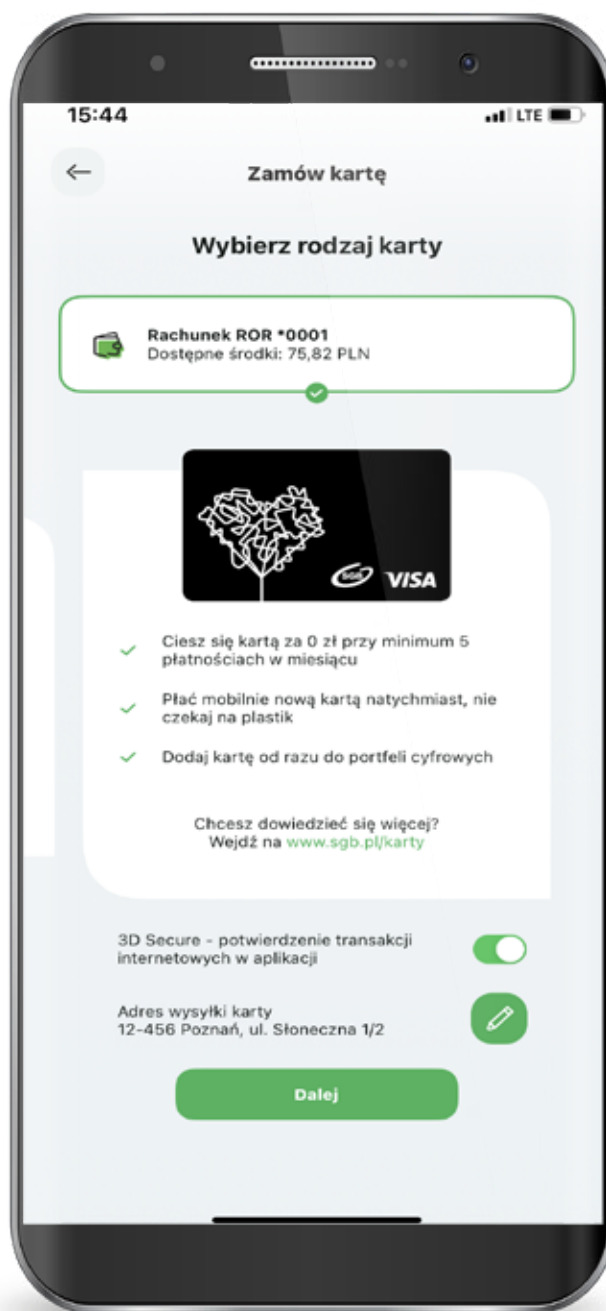 15:44
LTE
Zamów kartę
Wybierz rodzaj karty
Rachunek ROR *0001
Dostępne środki: 75,82 PLN
SGB VISA
Ciesz się kartą za 0 zł przy minimum 5
płatnościach w miesiącu
Płać mobilnie nową kartą natychmiast, nie
czekaj na plastik
Dodaj kartę od razu do portfeli cyfrowych
Chcesz dowiedzieć się więcej?
Wejdź na www.sgb.pl/karty
3D Secure - potwierdzenie transakcji
internetowych w aplikacji
Adres wysyłki karty
12-456 Poznań, ul. Słoneczna 1/2
Dalej